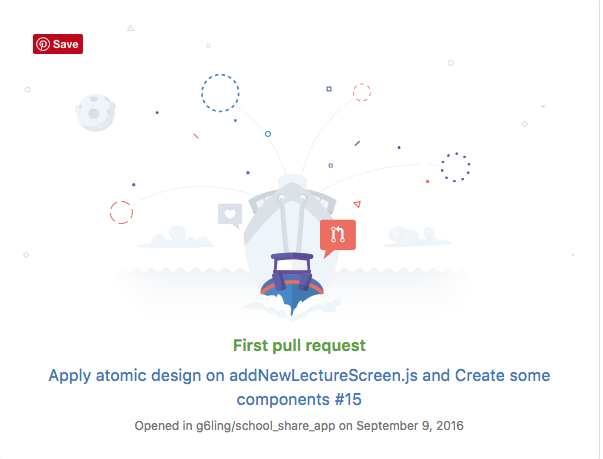 Save
First pull request
Apply atomic design on addNewLectureScreen.js and Create some
components #15
Opened in g6ling/school_share_app on September 9, 2016